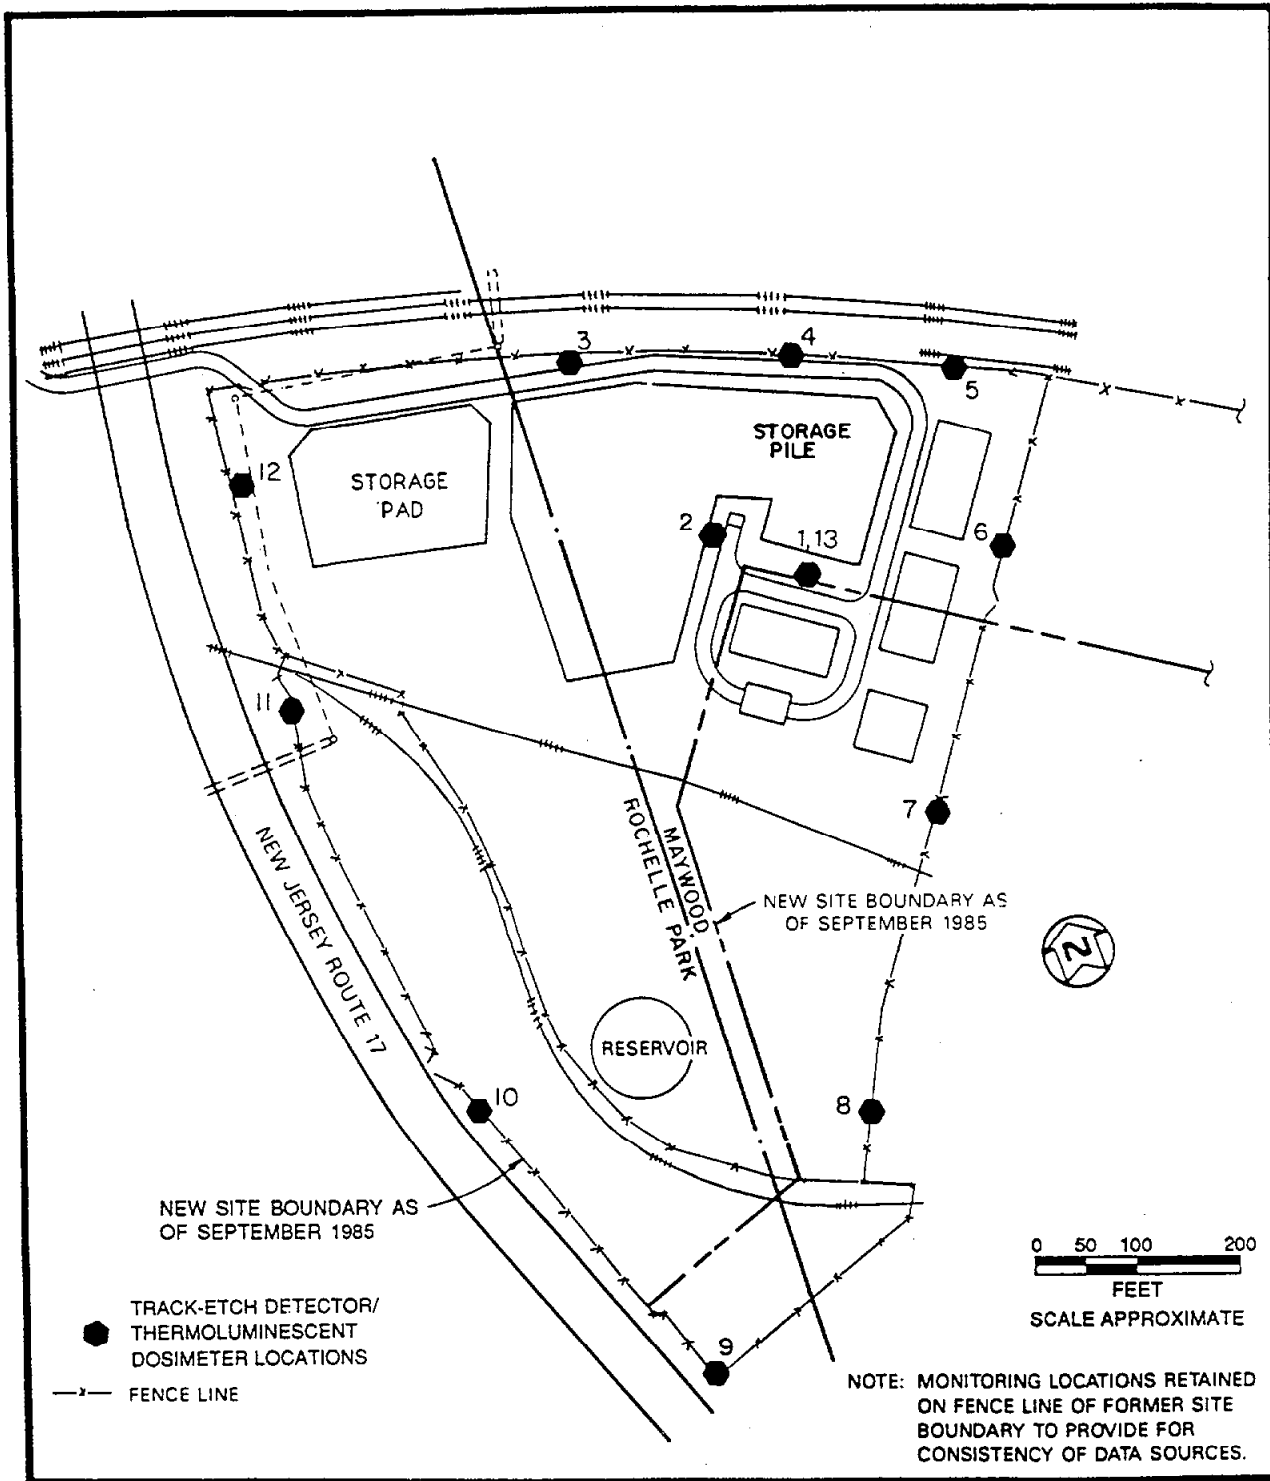 3
4
5
STORAGE
PILE
12
STORAGE
PAD
2
1,13
6
11
7
NEW JERSEY ROUTE 17
MAYWOOD
ROCHELLE PARK
NEW SITE BOUNDARY AS
OF SEPTEMBER 1985
N
RESERVOIR
10
8
NEW SITE BOUNDARY AS
OF SEPTEMBER 1985
0 50 100 200
FEET
SCALE APPROXIMATE
TRACK-ETCH DETECTOR/
THERMOLUMINESCENT
DOSIMETER LOCATIONS
FENCE LINE
9
NOTE: MONITORING LOCATIONS RETAINED
ON FENCE LINE OF FORMER SITE
BOUNDARY TO PROVIDE FOR
CONSISTENCY OF DATA SOURCES.